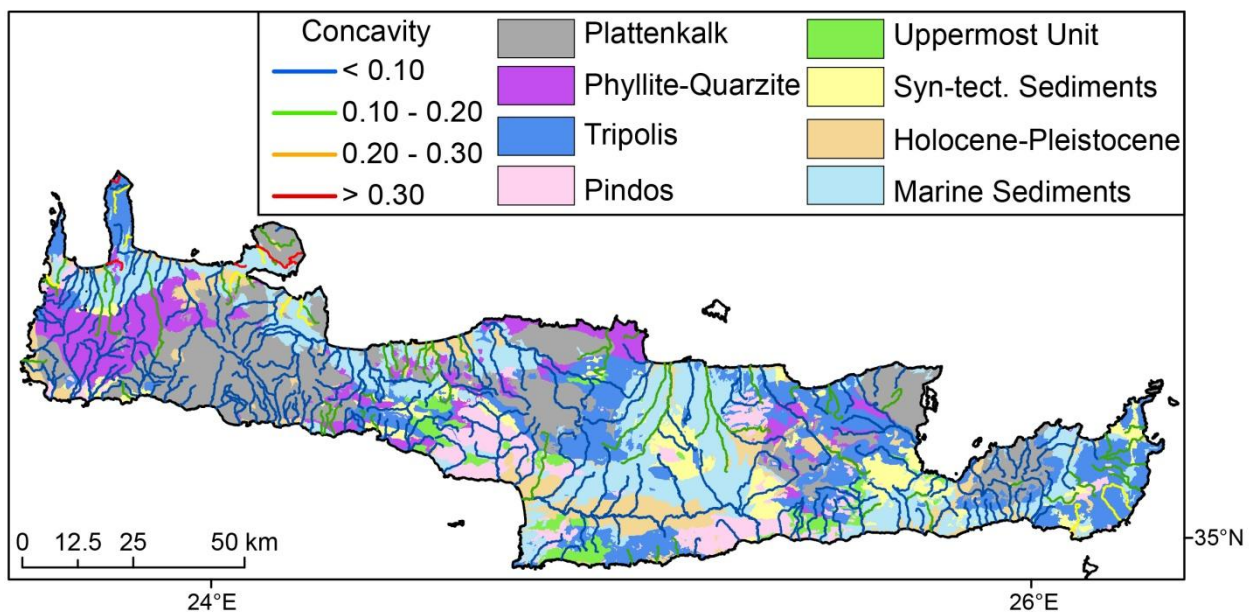 Concavity
< 0.10
0.10 - 0.20
0.20 - 0.30
> 0.30
Plattenkalk
Phyllite-Quarzite
Tripolis
Pindos
Uppermost Unit
Syn-tect. Sediments
Holocene-Pleistocene
Marine Sediments
0 12.5 25 50 km
35°N
24°E 26°E